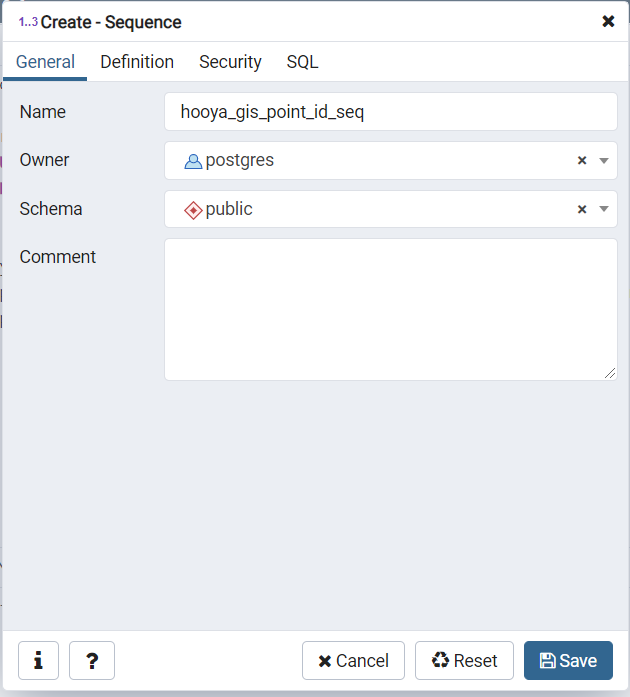 1..3 Create - Sequence
General Definition Security SQL
Name hooya_gis_point_id_seq
Owner postgres
Schema public
Comment
Cancel Reset Save